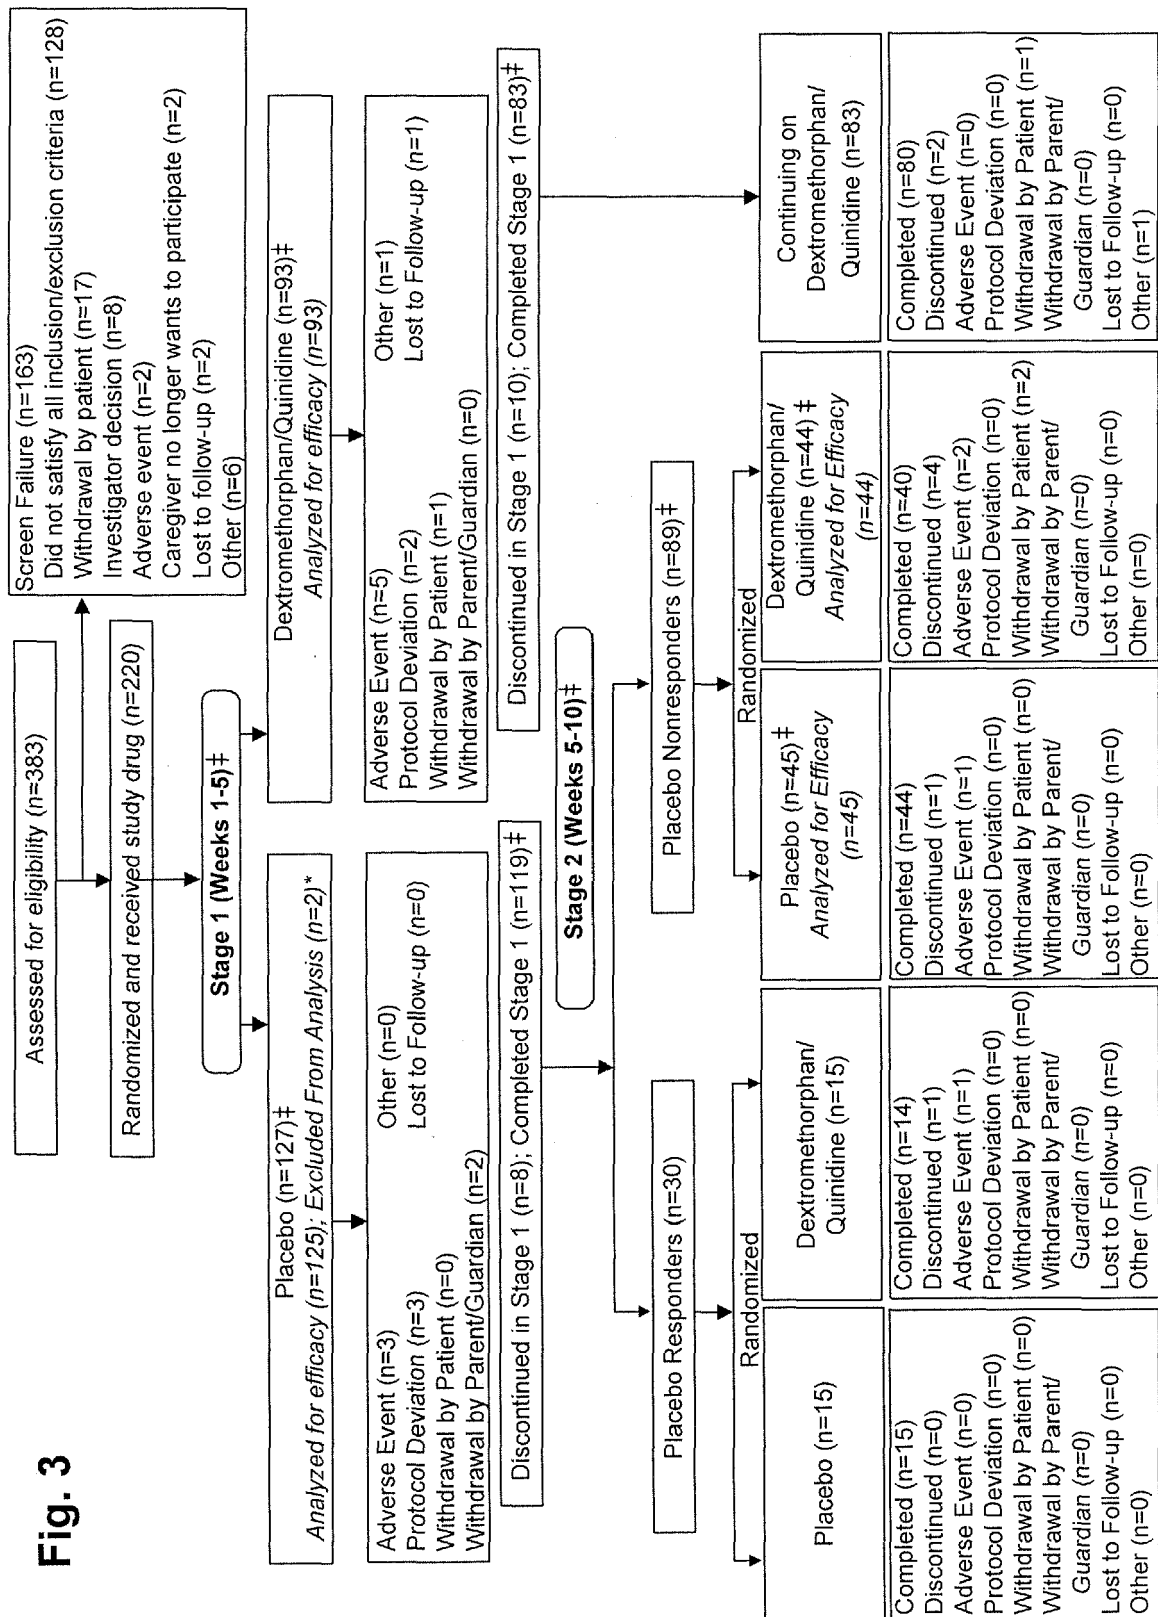 Fig. 3
Assessed for eligibility (n=383)
Screen Failure (n=163)
Did not satisfy all inclusion/exclusion criteria (n=128)
Withdrawal by patient (n=17)
Investigator decision (n=8)
Adverse event (n=2)
Caregiver no longer wants to participate (n=2)
Lost to follow-up (n=2)
Other (n=6)
Randomized and received study drug (n=220)
Stage 1 (Weeks 1-5)‡
Placebo (n=127)‡
Analyzed for efficacy (n=125); Excluded From Analysis (n=2)*
Dextromethorphan/Quinidine (n=93)‡
Analyzed for efficacy (n=93)
Adverse Event (n=3)
Protocol Deviation (n=3)
Withdrawal by Patient (n=0)
Withdrawal by Parent/Guardian (n=2)
Other (n=0)
Lost to Follow-up (n=0)
Adverse Event (n=5)
Protocol Deviation (n=2)
Withdrawal by Patient (n=1)
Withdrawal by Parent/Guardian (n=0)
Other (n=1)
Lost to Follow-up (n=1)
Discontinued in Stage 1 (n=8); Completed Stage 1 (n=119)‡
Discontinued in Stage 1 (n=10); Completed Stage 1 (n=83)‡
Stage 2 (Weeks 5-10)‡
Placebo Responders (n=30)
Placebo Nonresponders (n=89)‡
Randomized
Randomized
Placebo (n=15)
Dextromethorphan/
Quinidine (n=15)
Placebo (n=45)‡
Analyzed for Efficacy
(n=45)
Dextromethorphan/
Quinidine (n=44) ‡
Analyzed for Efficacy
(n=44)
Continuing on
Dextromethorphan/
Quinidine (n=83)
Completed (n=15)
Discontinued (n=0)
Adverse Event (n=0)
Protocol Deviation (n=0)
Withdrawal by Patient (n=0)
Withdrawal by Parent/
Guardian (n=0)
Lost to Follow-up (n=0)
Other (n=0)
Completed (n=14)
Discontinued (n=1)
Adverse Event (n=1)
Protocol Deviation (n=0)
Withdrawal by Patient (n=0)
Withdrawal by Parent/
Guardian (n=0)
Lost to Follow-up (n=0)
Other (n=0)
Completed (n=44)
Discontinued (n=1)
Adverse Event (n=1)
Protocol Deviation (n=0)
Withdrawal by Patient (n=0)
Withdrawal by Parent/
Guardian (n=0)
Lost to Follow-up (n=0)
Other (n=0)
Completed (n=40)
Discontinued (n=4)
Adverse Event (n=2)
Protocol Deviation (n=0)
Withdrawal by Patient (n=2)
Withdrawal by Parent/
Guardian (n=0)
Lost to Follow-up (n=0)
Other (n=0)
Completed (n=80)
Discontinued (n=2)
Adverse Event (n=0)
Protocol Deviation (n=0)
Withdrawal by Patient (n=1)
Withdrawal by Parent/
Guardian (n=0)
Lost to Follow-up (n=0)
Other (n=1)